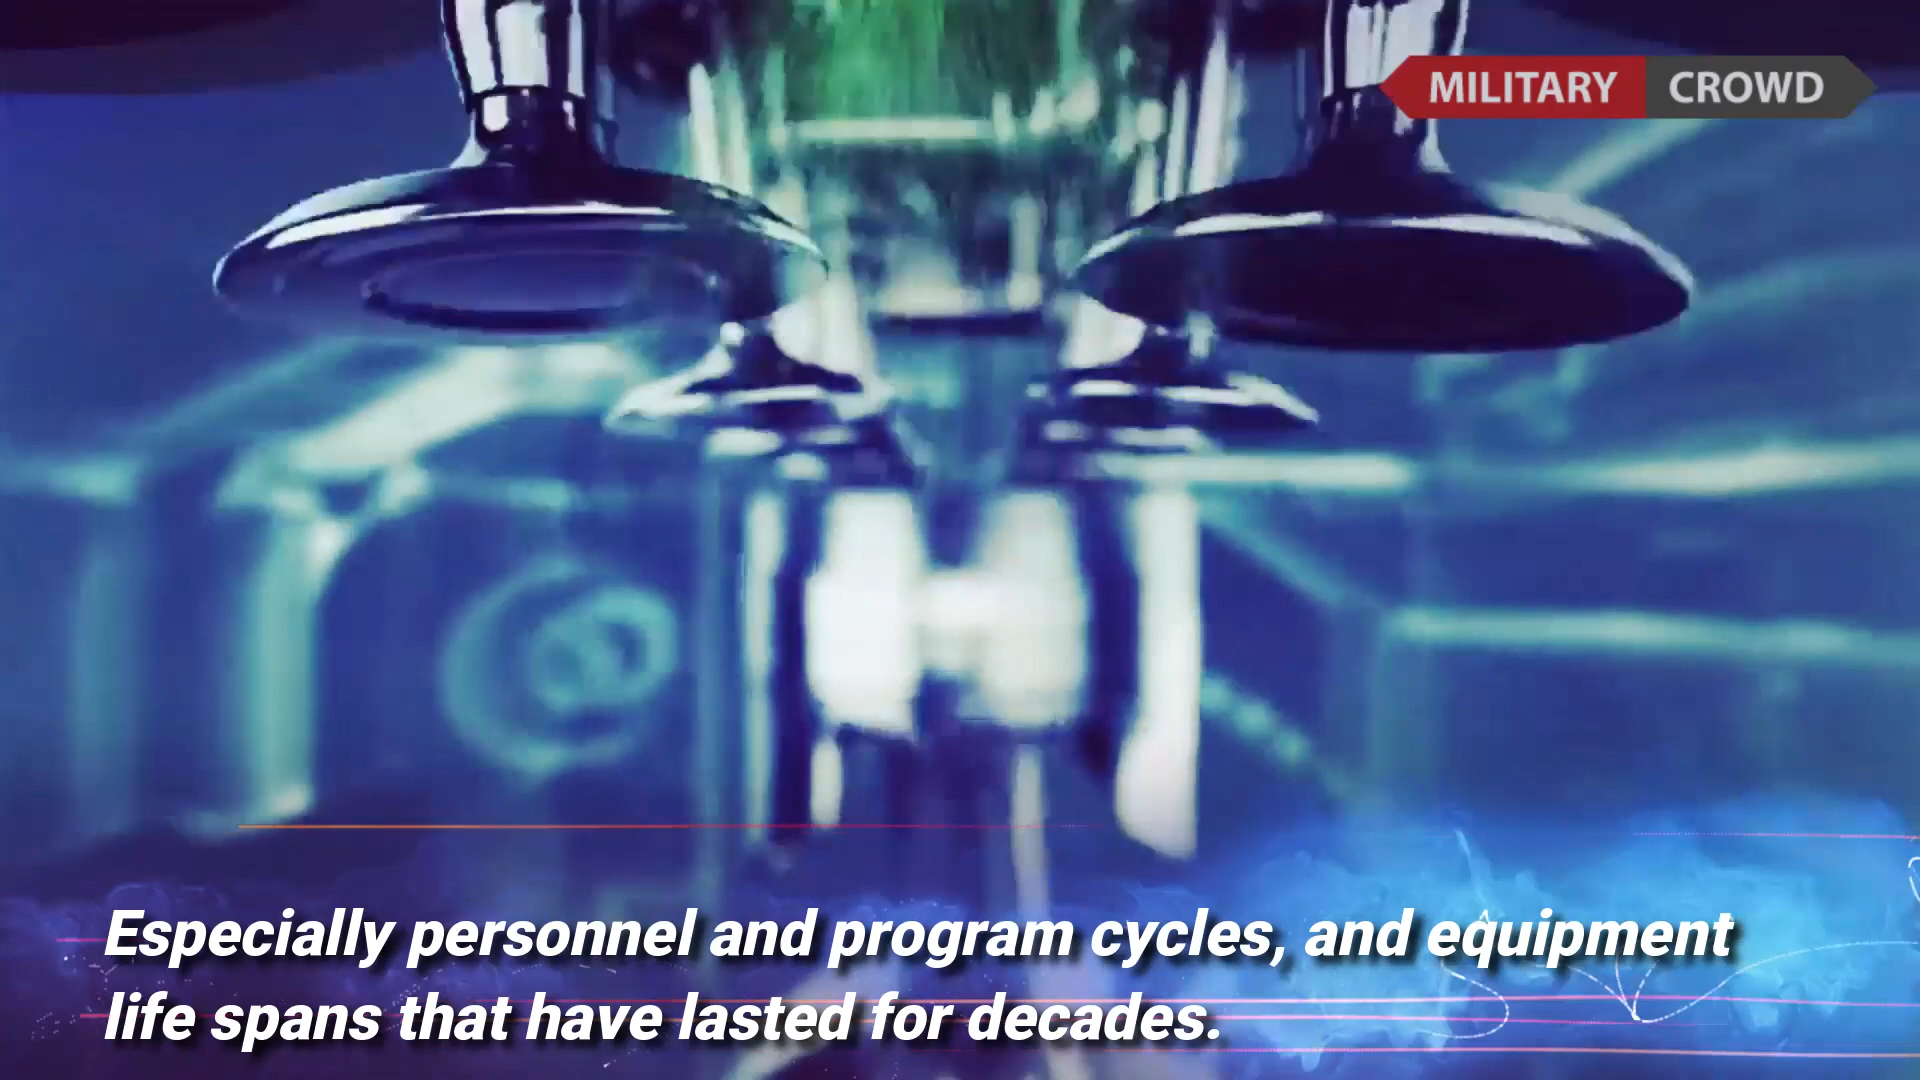 MILITARY CROWD
Especially personnel and program cycles, and equipment
life spans that have lasted for decades.